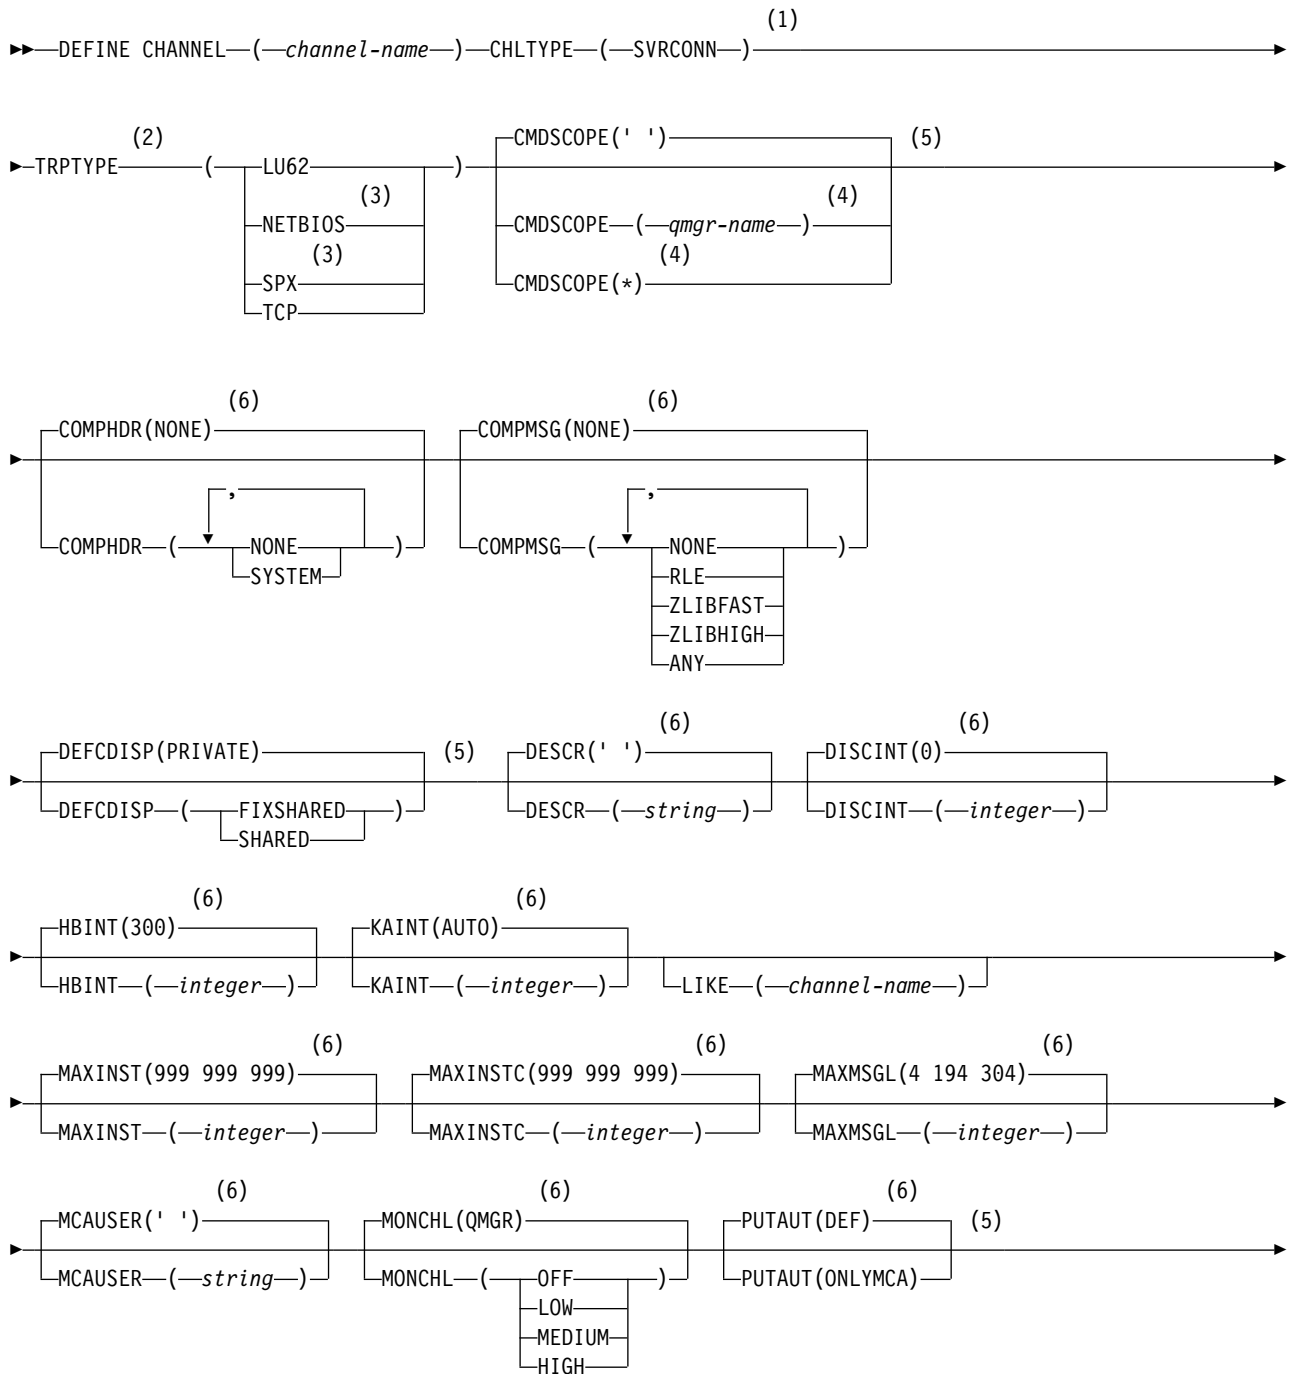 (1)
DEFINE CHANNEL ( channel-name ) CHLTYPE ( SVRCONN )
(2) CMDSCOPE(' ') (5)
TRPTYPE ( LU62 )
(3) (4)
NETBIOS CMDSCOPE ( qmgr-name )
(3) (4)
SPX CMDSCOPE(*)
TCP
(6) (6)
COMPHDR(NONE) COMPMSG(NONE)
, ,
COMPHDR ( NONE ) COMPMSG ( NONE )
SYSTEM RLE
ZLIBFAST
ZLIBHIGH
ANY
(6) (6)
DEFCDISP(PRIVATE) (5) DESCR(' ') DISCINT(0)
DEFCDISP ( FIXSHARED ) DESCR ( string ) DISCINT ( integer )
SHARED
(6) (6)
HBINT(300) KAINT(AUTO)
HBINT ( integer ) KAINT ( integer ) LIKE ( channel-name )
(6) (6) (6)
MAXINST(999 999 999) MAXINSTC(999 999 999) MAXMSGL(4 194 304)
MAXINST ( integer ) MAXINSTC ( integer ) MAXMSGL ( integer )
(6) (6) (6)
MCAUSER(' ') MONCHL(QMGR) PUTAUT(DEF) (5)
MCAUSER ( string ) MONCHL ( OFF ) PUTAUT(ONLYMCA)
LOW
MEDIUM
HIGH